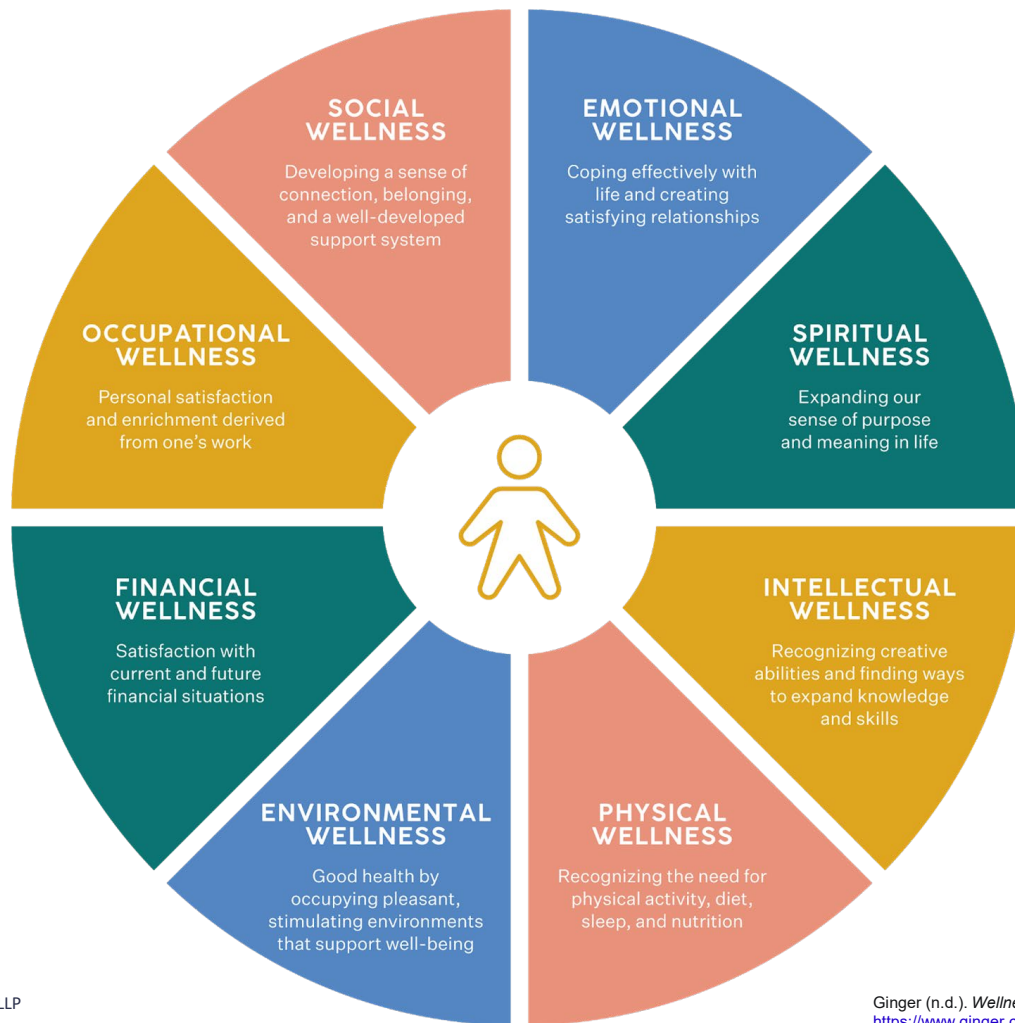 SOCIAL
WELLNESS
Developing a sense of
connection, belonging,
and a well-developed
support system
EMOTIONAL
WELLNESS
Coping effectively with
life and creating
satisfying relationships
SPIRITUAL
WELLNESS
Expanding our
sense of purpose
and meaning in life
INTELLECTUAL
WELLNESS
Recognizing creative
abilities and finding ways
to expand knowledge
and skills
PHYSICAL
WELLNESS
Recognizing the need for
physical activity, diet,
sleep, and nutrition
ENVIRONMENTAL
WELLNESS
Good health by
occupying pleasant,
stimulating environments
that support well-being
FINANCIAL
WELLNESS
Satisfaction with
current and future
financial situations
OCCUPATIONAL
WELLNESS
Personal satisfaction
and enrichment derived
from one's work
LLP
Ginger (n.d.).
https://www.ginger